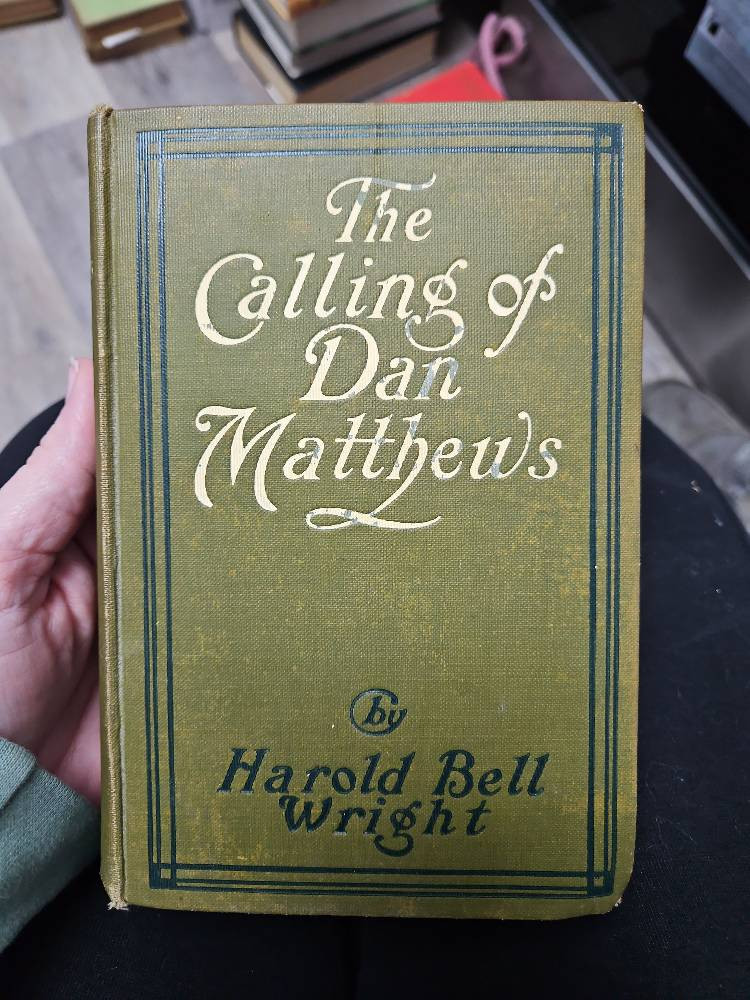 The
Calling of
Dan
Matthews
by
Harold Bell
Wright